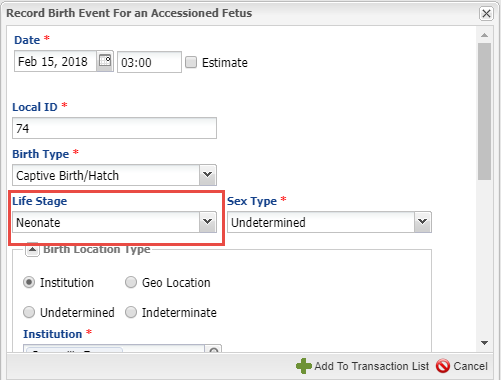 Record Birth Event For an Accessioned Fetus
Date *
Feb 15, 2018 03:00 Estimate
Local ID *
74
Birth Type *
Captive Birth/Hatch
Life Stage Sex Type *
Neonate Undetermined
Birth Location Type
Institution Geo Location
Undetermined Indeterminate
Institution *
Add To Transaction List Cancel